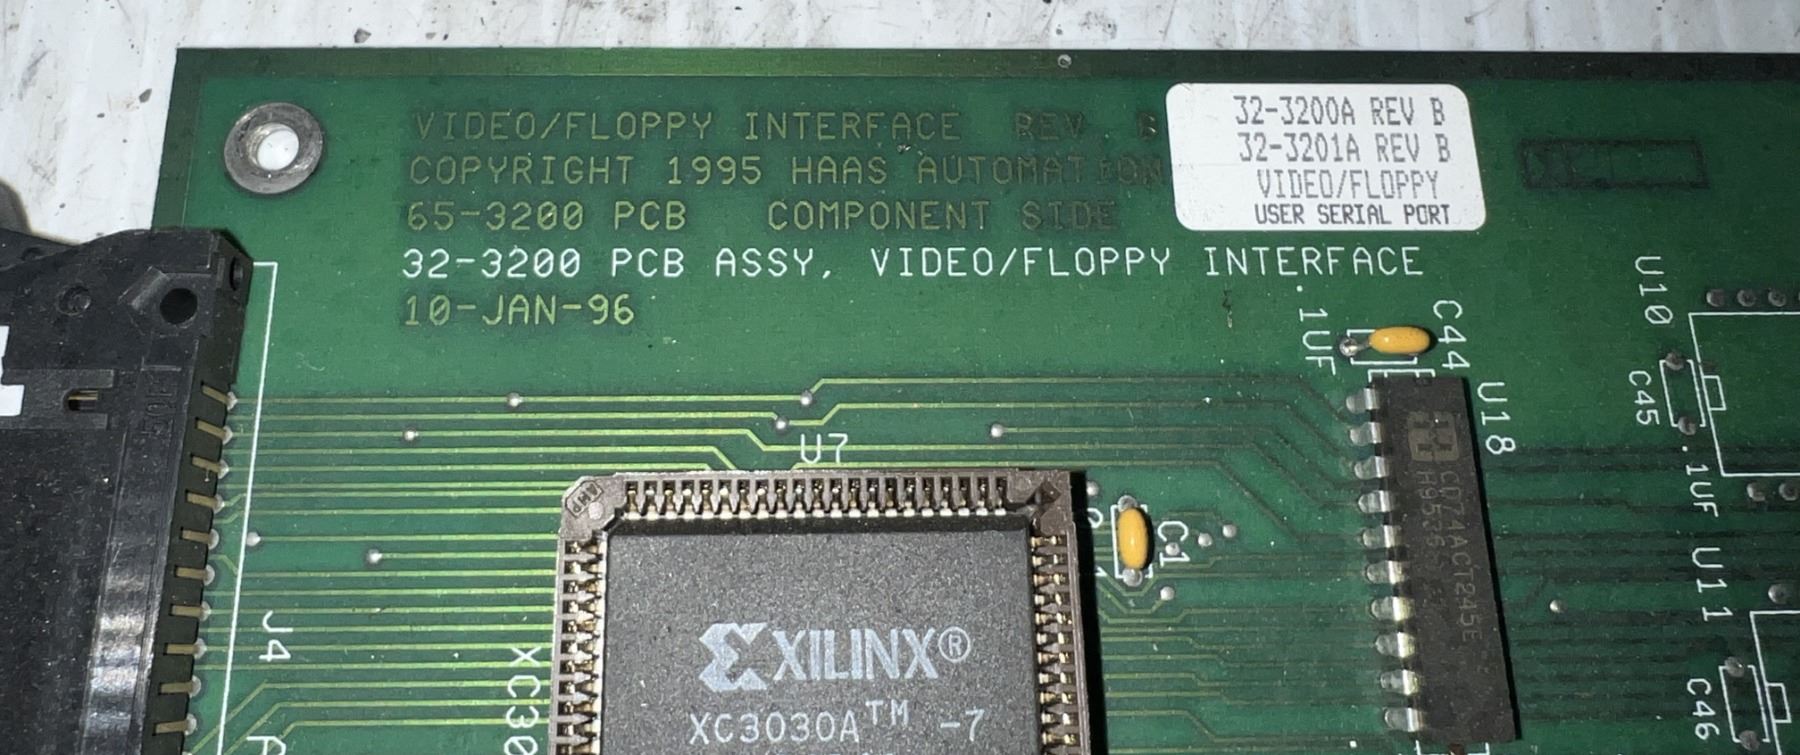 VIDEO/FLOPPY INTERFACE REV. B
COPYRIGHT 1995 HAAS AUTOMATION
65-3200 PCB COMPONENT SIDE
32-3200 PCB ASSY, VIDEO/FLOPPY INTERFACE
10-JAN-96
32-3200A REV B
32-3201A REV B
VIDEO/FLOPPY
USER SERIAL PORT
U10
C44
.1UF
C45
U18
U7
AMP
CD74ACT245E
.1UF
C1
U11
J4
XILINX®
XC3030A™ -7
XC30
C46